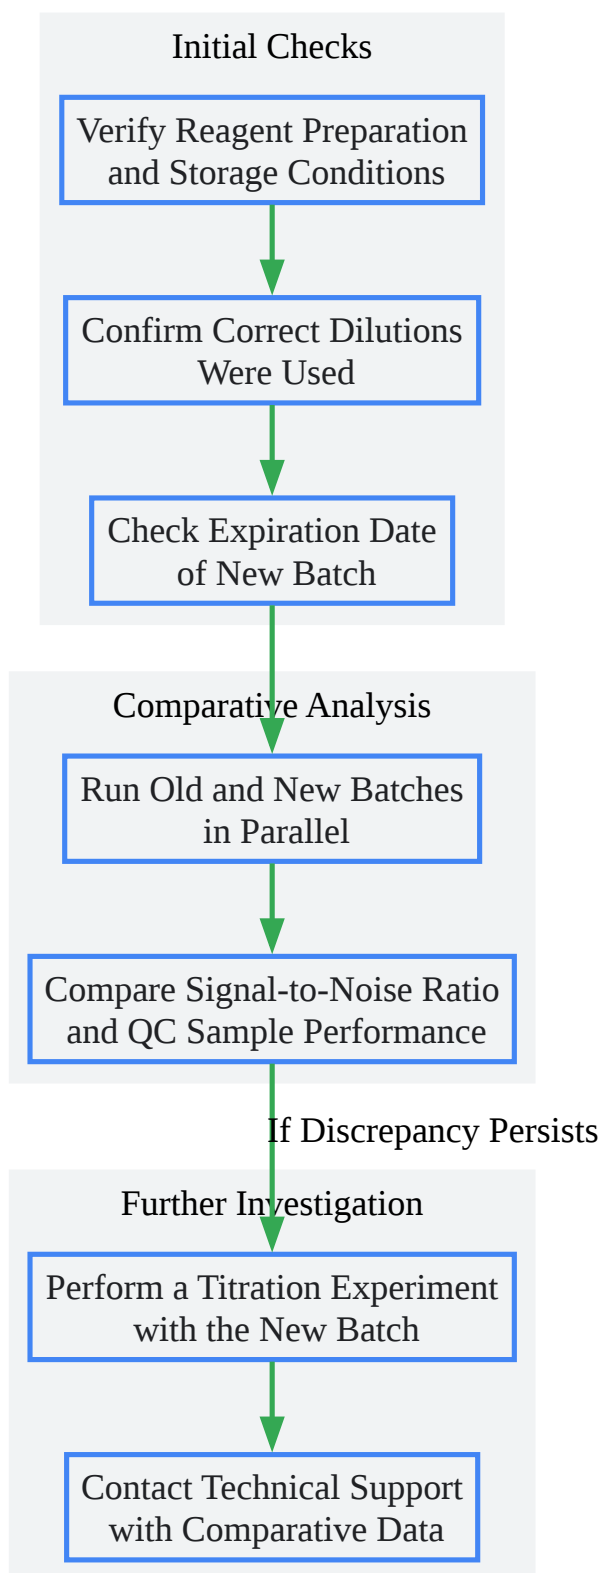 Initial Checks
Verify Reagent Preparation
and Storage Conditions
Confirm Correct Dilutions
Were Used
Check Expiration Date
of New Batch
Comparative Analysis
Run Old and New Batches
in Parallel
Compare Signal-to-Noise Ratio
and QC Sample Performance
If Discrepancy Persists
Further Investigation
Perform a Titration Experiment
with the New Batch
Contact Technical Support
with Comparative Data